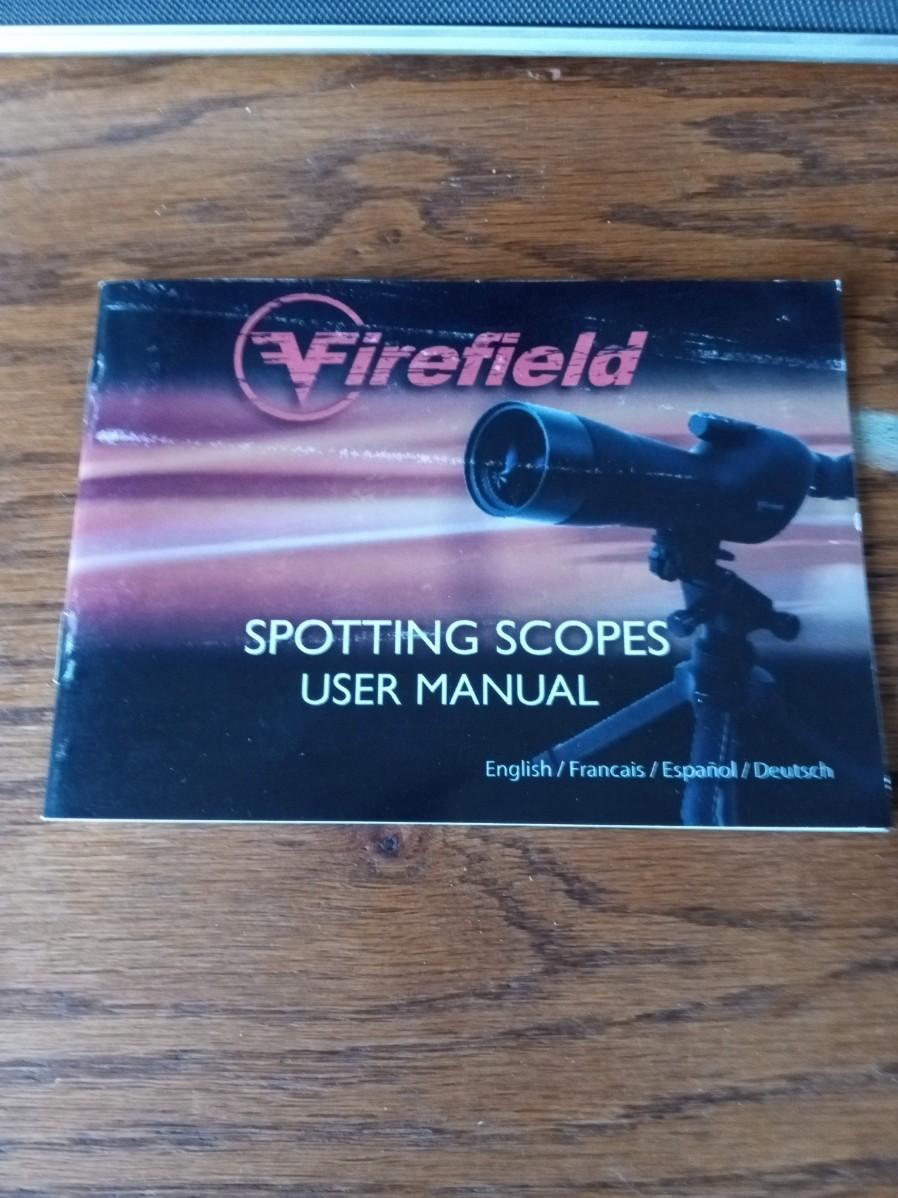 Firefield
SPOTTING SCOPES
USER MANUAL
English / Francais / Español / Deutsch